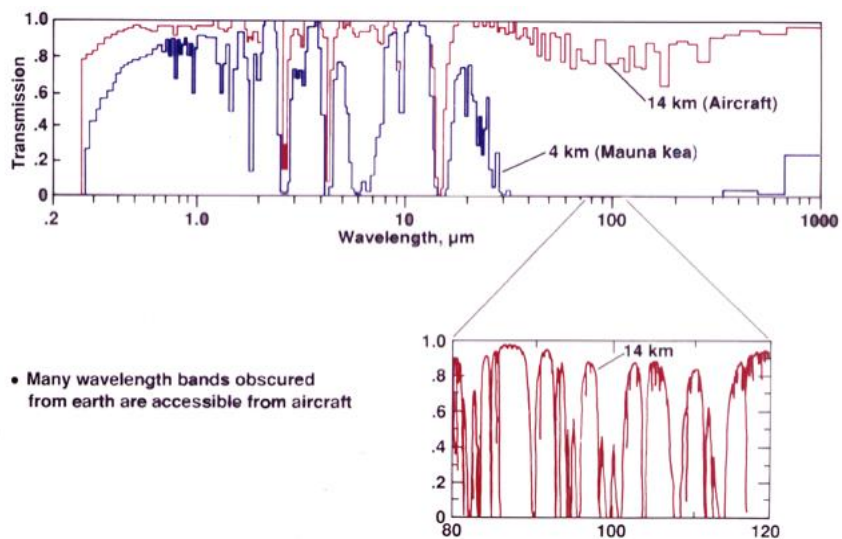 1.0
.8
.6
.4
.2
0
Transmission
14 km (Aircraft)
4 km (Mauna kea)
.2 1.0 10 100 1000
Wavelength, µm
• Many wavelength bands obscured
from earth are accessible from aircraft
1.0
.8
.6
.4
.2
0
14 km
80 100 120